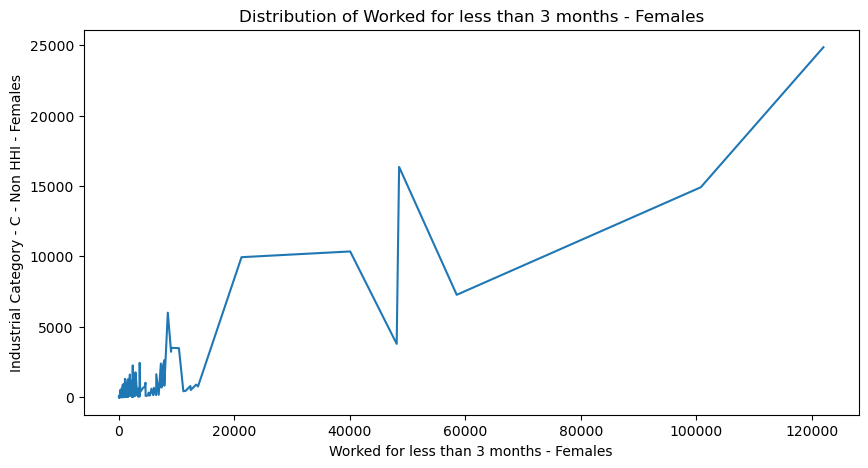 Distribution of Worked for less than 3 months - Females
Industrial Category - C - Non HHI - Females
25000
20000
15000
10000
5000
0
0 20000 40000 60000 80000 100000 120000
Worked for less than 3 months - Females